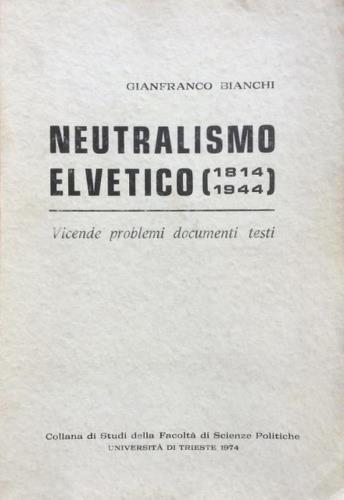 GIANFRANCO BIANCHI
NEUTRALISMO
ELVETICO (1814
1944)
Vicende problemi documenti testi
Collana di Studi della Facoltà di Scienze Politiche
UNIVERSITÀ DI TRIESTE 1974